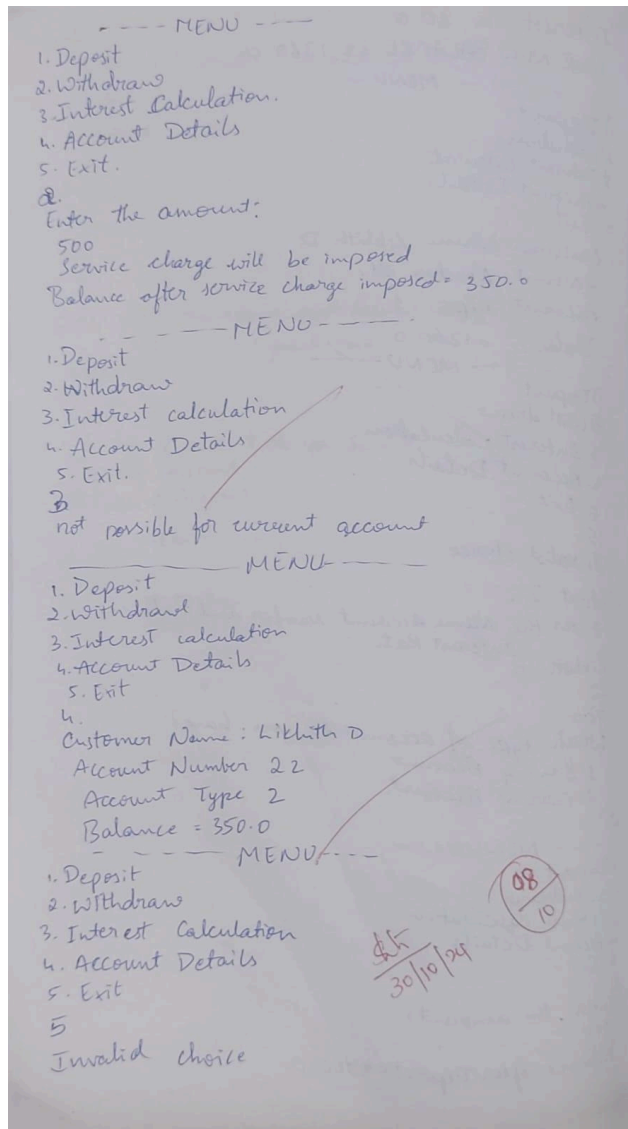 - - - - MENU - - - -
1. Deposit
2. Withdraw
3. Interest Calculation.
4. Account Details
5. Exit.
2.
Enter the amount:
500
Service charge will be imposed
Balance after service charge imposed = 350.0
- - - - - MENU - - - - -
1. Deposit
2. Withdraw
3. Interest calculation
4. Account Details
5. Exit.
3
not possible for current account
———— MENU - - -
1. Deposit
2. Withdrawl
3. Interest calculation
4. Account Details
5. Exit
4.
Customer Name : Likhith D
Account Number 22
Account Type 2
Balance = 350.0
- - - - - MENU - - -
1. Deposit
2. Withdraw
3. Interest Calculation
4. Account Details
5. Exit
5
Invalid choice
08/10
30/10/24